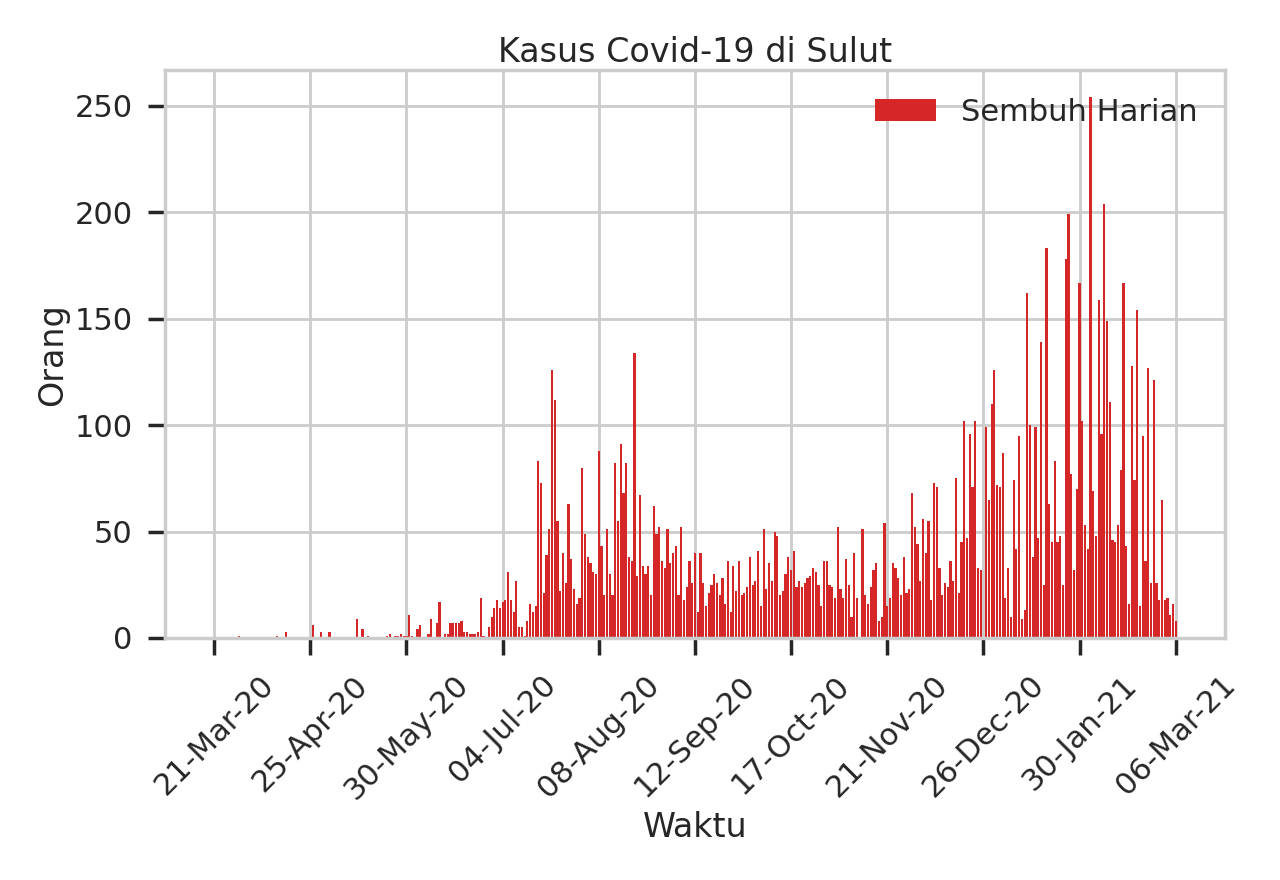 Kasus Covid-19 di Sulut
Sembuh Harian
Orang
250
200
150
100
50
0
21-Mar-20
25-Apr-20
30-May-20
04-Jul-20
08-Aug-20
12-Sep-20
17-Oct-20
21-Nov-20
26-Dec-20
30-Jan-21
06-Mar-21
Waktu